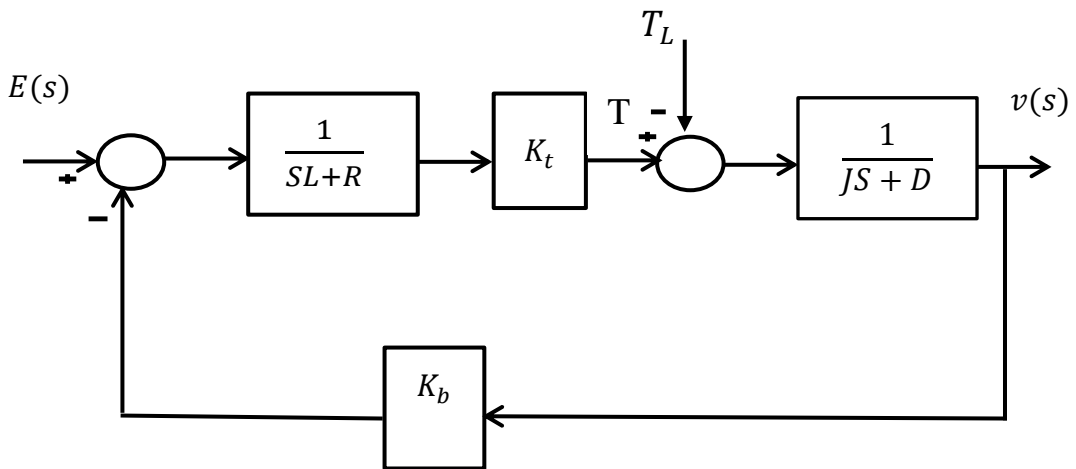 T_L
E(s)
v(s)
T
-
+
1
SL+R
K_t
1
JS + D
+
-
K_b